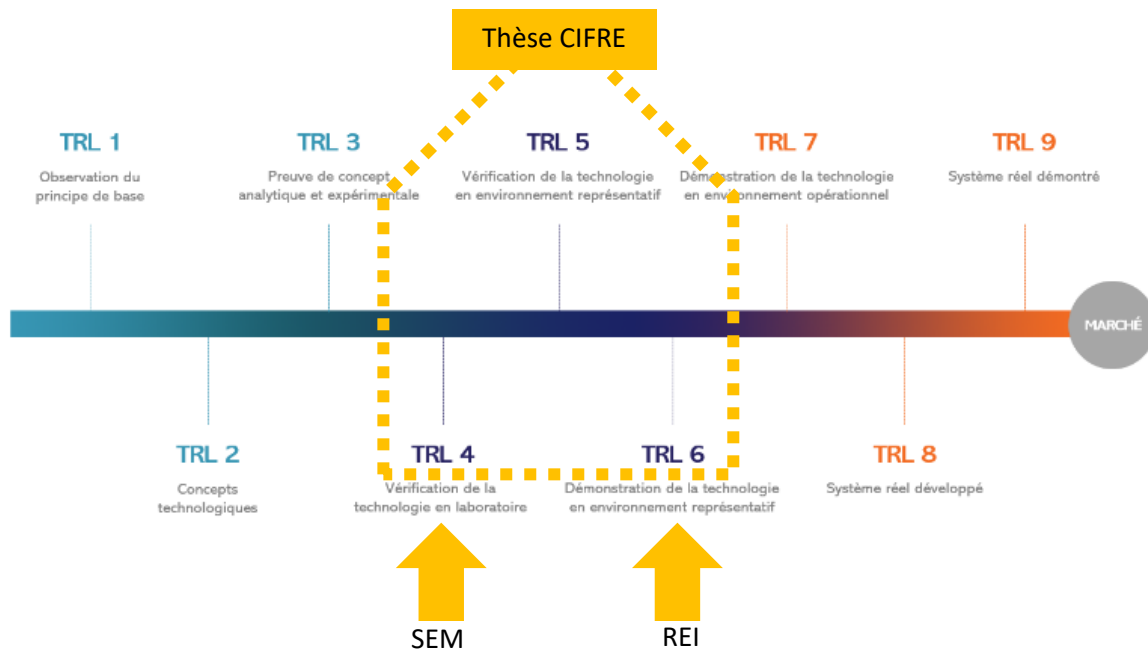 Thèse CIFRE
TRL 1
Observation du
principe de base
TRL 3
Preuve de concept
analytique et expérimentale
TRL 5
Vérification de la technologie
en environnement représentatif
TRL 7
Démonstration de la technologie
en environnement opérationnel
TRL 9
Système réel démontré
MARCHÉ
TRL 2
Concepts
technologiques
TRL 4
Vérification de la
technologie en laboratoire
TRL 6
Démonstration de la technologie
en environnement représentatif
TRL 8
Système réel développé
SEM
REI